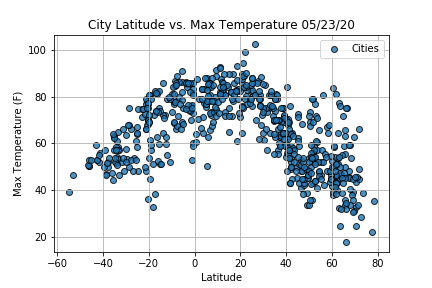 City Latitude vs. Max Temperature 05/23/20
Cities
Max Temperature (F)
100
80
60
40
20
−60 −40 −20 0 20 40 60 80
Latitude